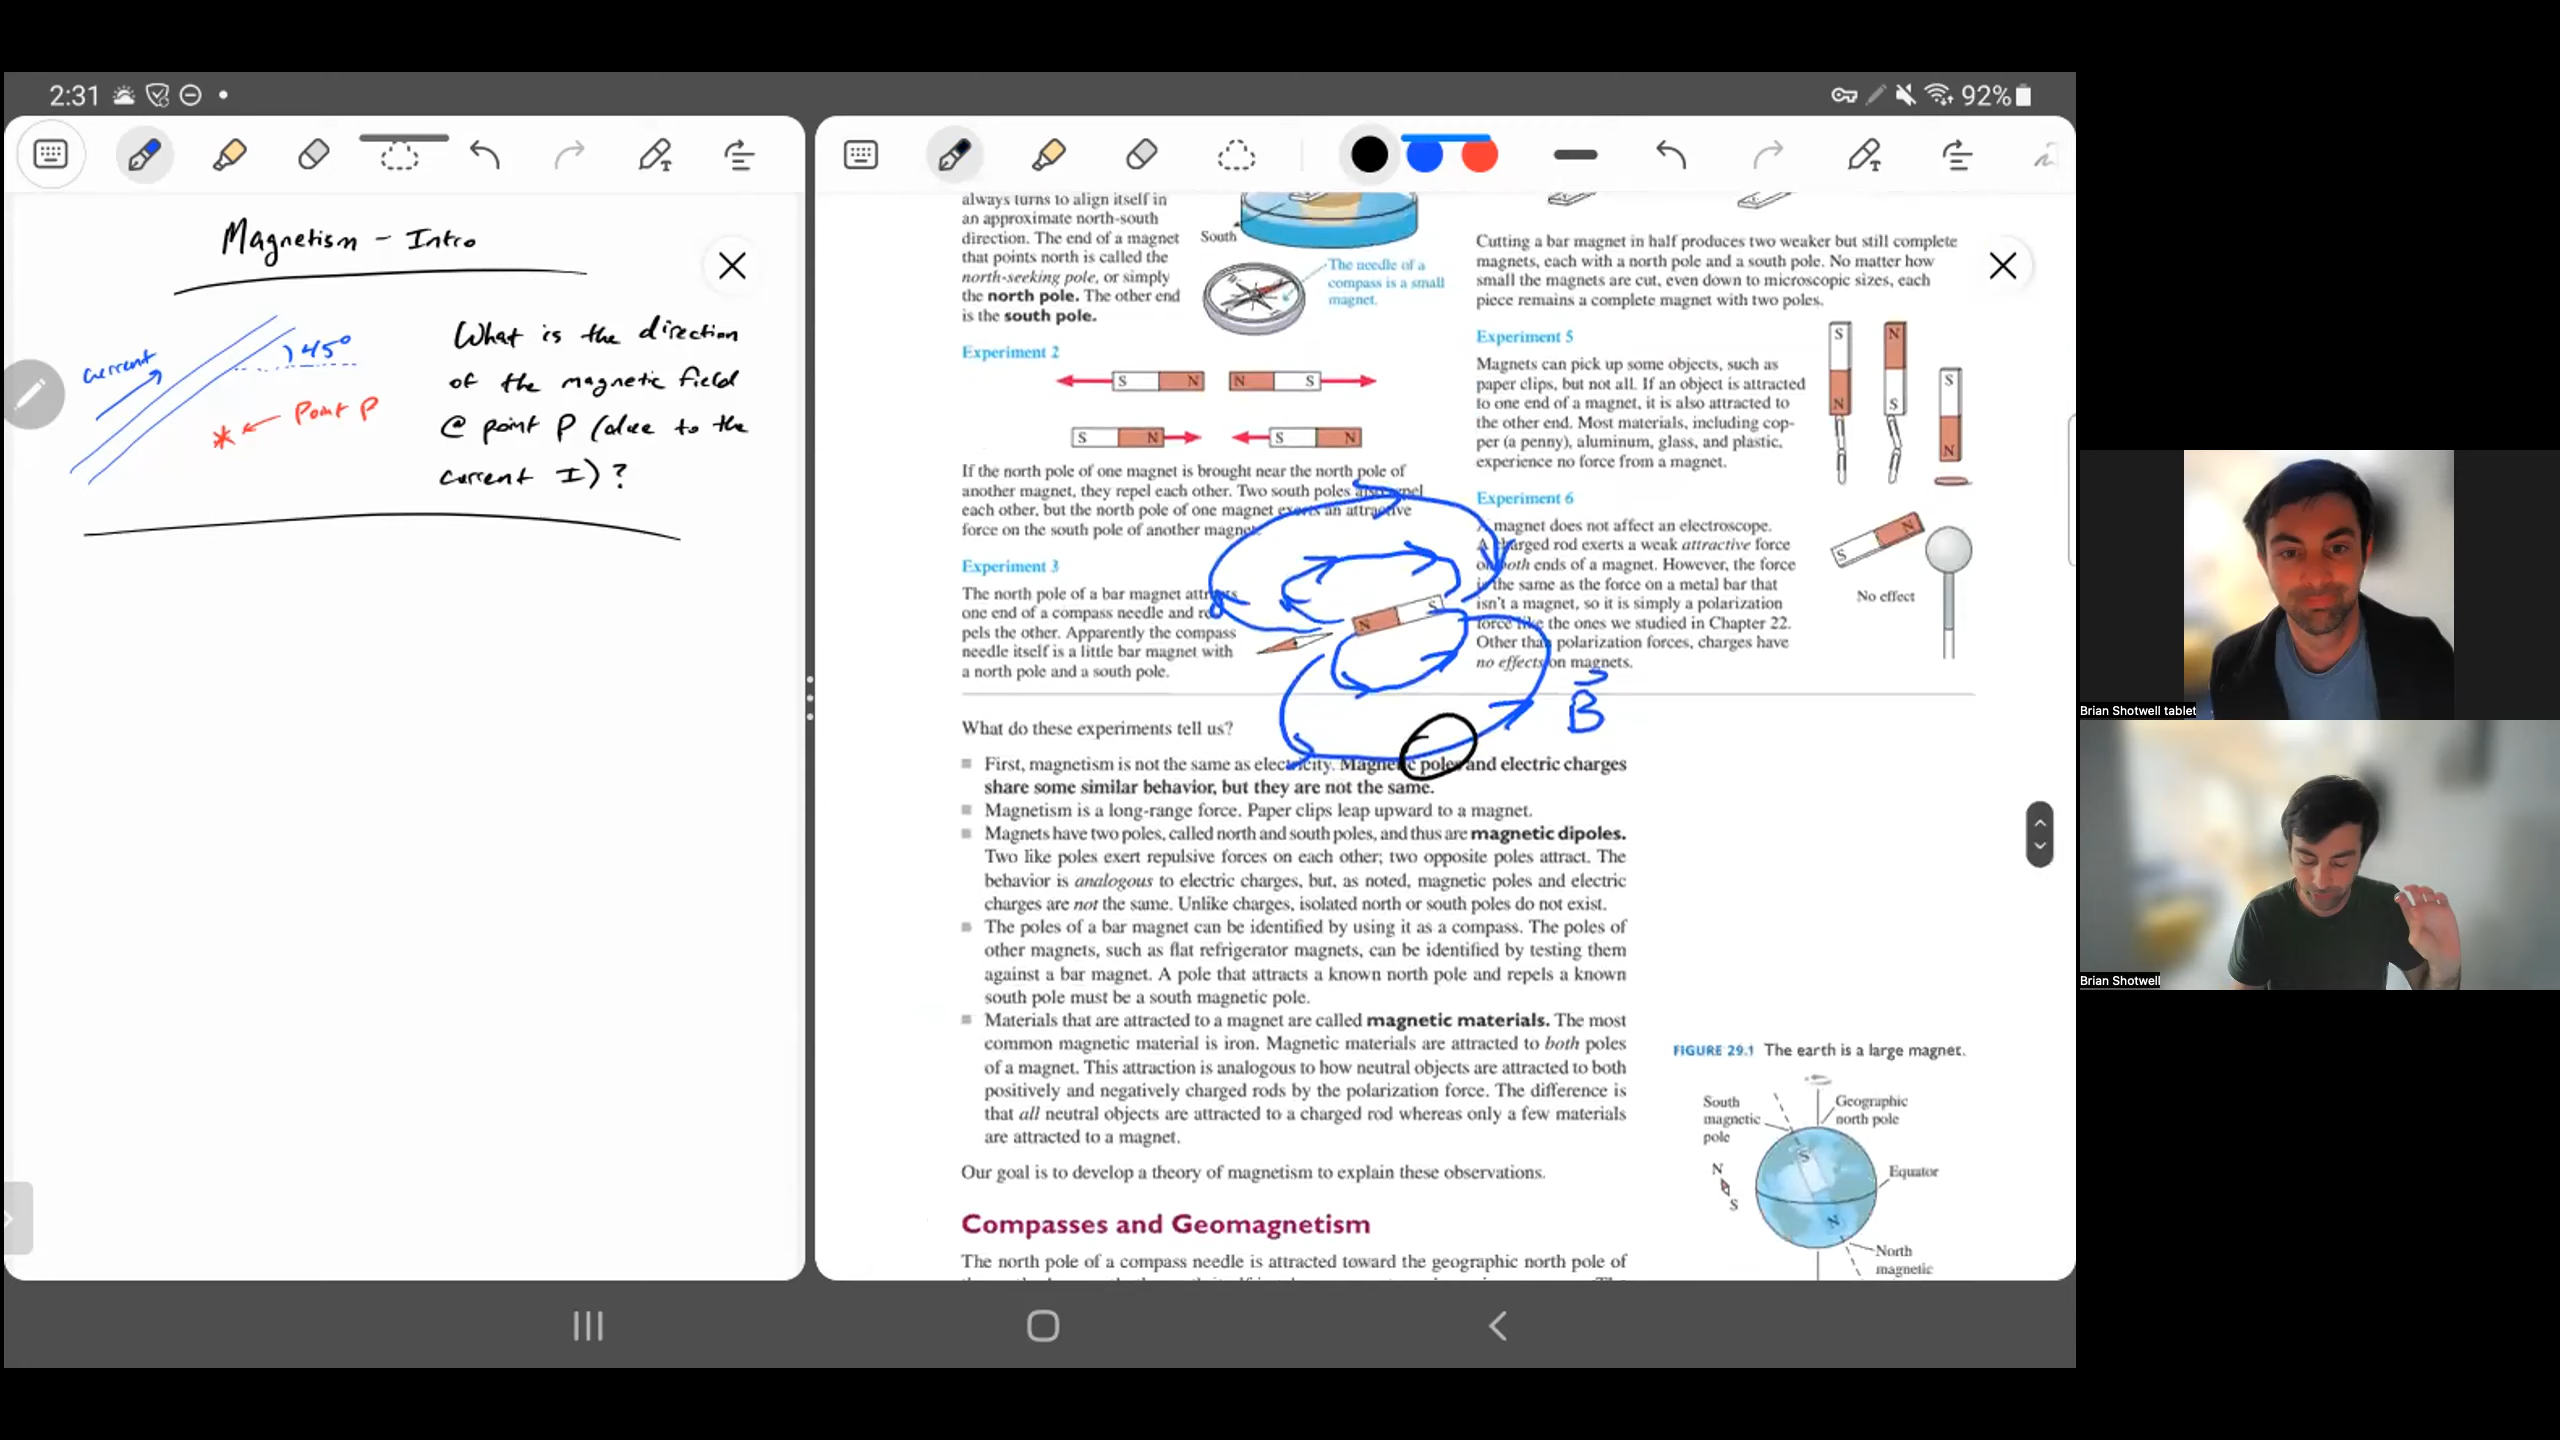 2:31
92%
Magnetism - Intro
Current
45°
Point P
What is the direction
of the magnetic field
@ point P (due to the
current I)?
always turns to align itself in
an approximate north-south
direction. The end of a magnet
that points north is called the
north-seeking pole, or simply
the north pole. The other end
is the south pole.
South
The needle of a
compass is a small
magnet.
Experiment 2
S N N S
S N S N
If the north pole of one magnet is brought near the north pole of
another magnet, they repel each other. Two south poles also repel
each other, but the north pole of one magnet exerts an attractive
force on the south pole of another magnet.
Experiment 3
The north pole of a bar magnet attracts
one end of a compass needle and re-
pels the other. Apparently the compass
needle itself is a little bar magnet with
a north pole and a south pole.
N S
B
Cutting a bar magnet in half produces two weaker but still complete
magnets, each with a north pole and a south pole. No matter how
small the magnets are cut, even down to microscopic sizes, each
piece remains a complete magnet with two poles.
Experiment 5
Magnets can pick up some objects, such as
paper clips, but not all. If an object is attracted
to one end of a magnet, it is also attracted to
the other end. Most materials, including cop-
per (a penny), aluminum, glass, and plastic,
experience no force from a magnet.
S N
N S
S
N
Experiment 6
A magnet does not affect an electroscope.
A charged rod exerts a weak attractive force
on both ends of a magnet. However, the force
is the same as the force on a metal bar that
isn't a magnet, so it is simply a polarization
force like the ones we studied in Chapter 22.
Other than polarization forces, charges have
no effects on magnets.
S N
No effect
What do these experiments tell us?
First, magnetism is not the same as electricity. Magnetic poles and electric charges
share some similar behavior, but they are not the same.
Magnetism is a long-range force. Paper clips leap upward to a magnet.
Magnets have two poles, called north and south poles, and thus are magnetic dipoles.
Two like poles exert repulsive forces on each other; two opposite poles attract. The
behavior is analogous to electric charges, but, as noted, magnetic poles and electric
charges are not the same. Unlike charges, isolated north or south poles do not exist.
The poles of a bar magnet can be identified by using it as a compass. The poles of
other magnets, such as flat refrigerator magnets, can be identified by testing them
against a bar magnet. A pole that attracts a known north pole and repels a known
south pole must be a south magnetic pole.
Materials that are attracted to a magnet are called magnetic materials. The most
common magnetic material is iron. Magnetic materials are attracted to both poles
of a magnet. This attraction is analogous to how neutral objects are attracted to both
positively and negatively charged rods by the polarization force. The difference is
that all neutral objects are attracted to a charged rod whereas only a few materials
are attracted to a magnet.
Our goal is to develop a theory of magnetism to explain these observations.
Compasses and Geomagnetism
The north pole of a compass needle is attracted toward the geographic north pole of
FIGURE 29.1 The earth is a large magnet.
South
magnetic
pole
Geographic
north pole
N
S
S
Equator
N
North
magnetic
Brian Shotwell tablet
Brian Shotwell